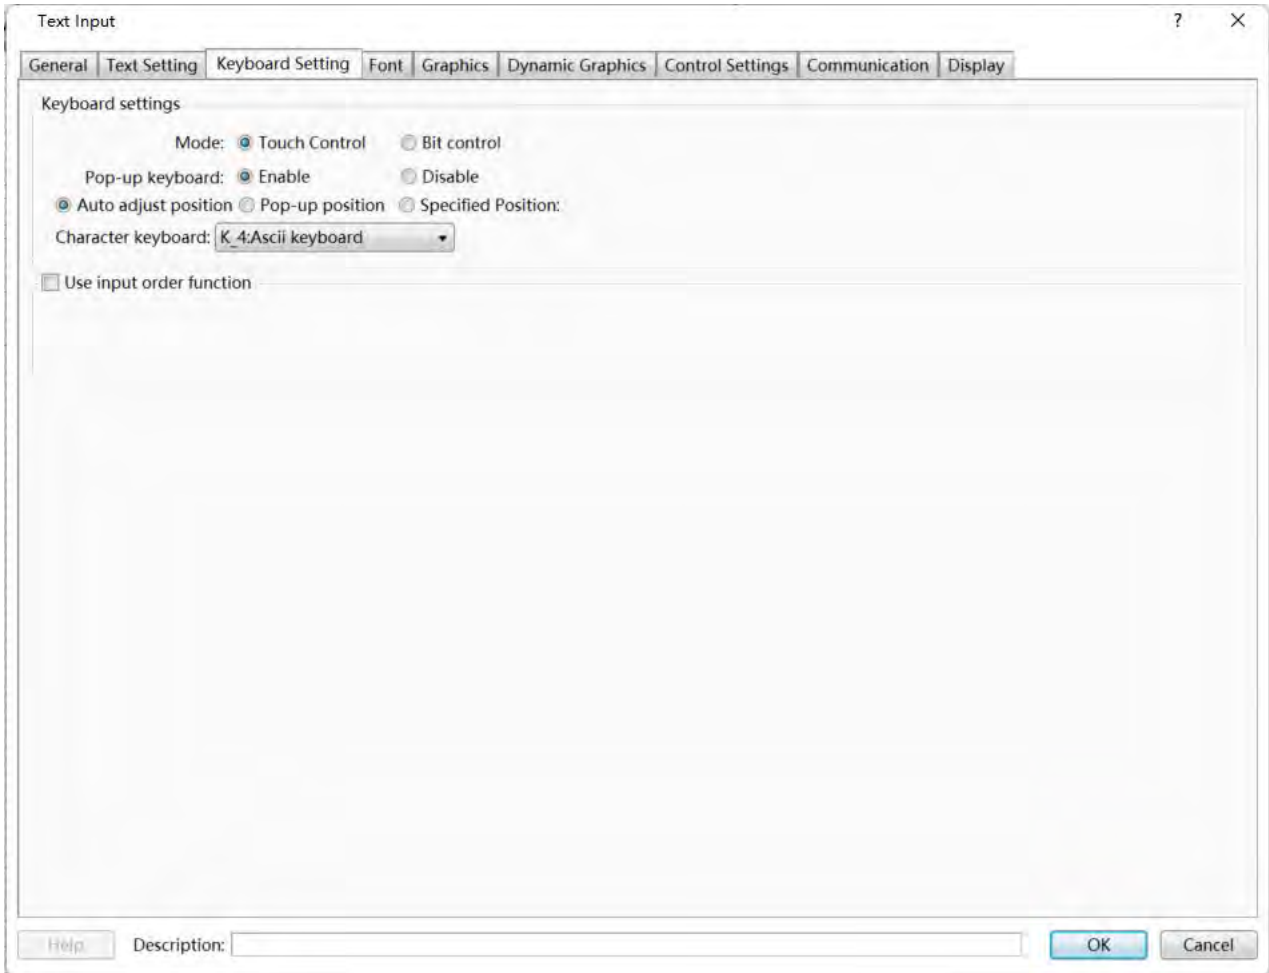 Text Input ?
General Text Setting Keyboard Setting Font Graphics Dynamic Graphics Control Settings Communication Display
Keyboard settings
Mode: Touch Control Bit control
Pop-up keyboard: Enable Disable
Auto adjust position Pop-up position Specified Position:
Character keyboard: K_4:Ascii keyboard
Use input order function
Help Description: OK Cancel